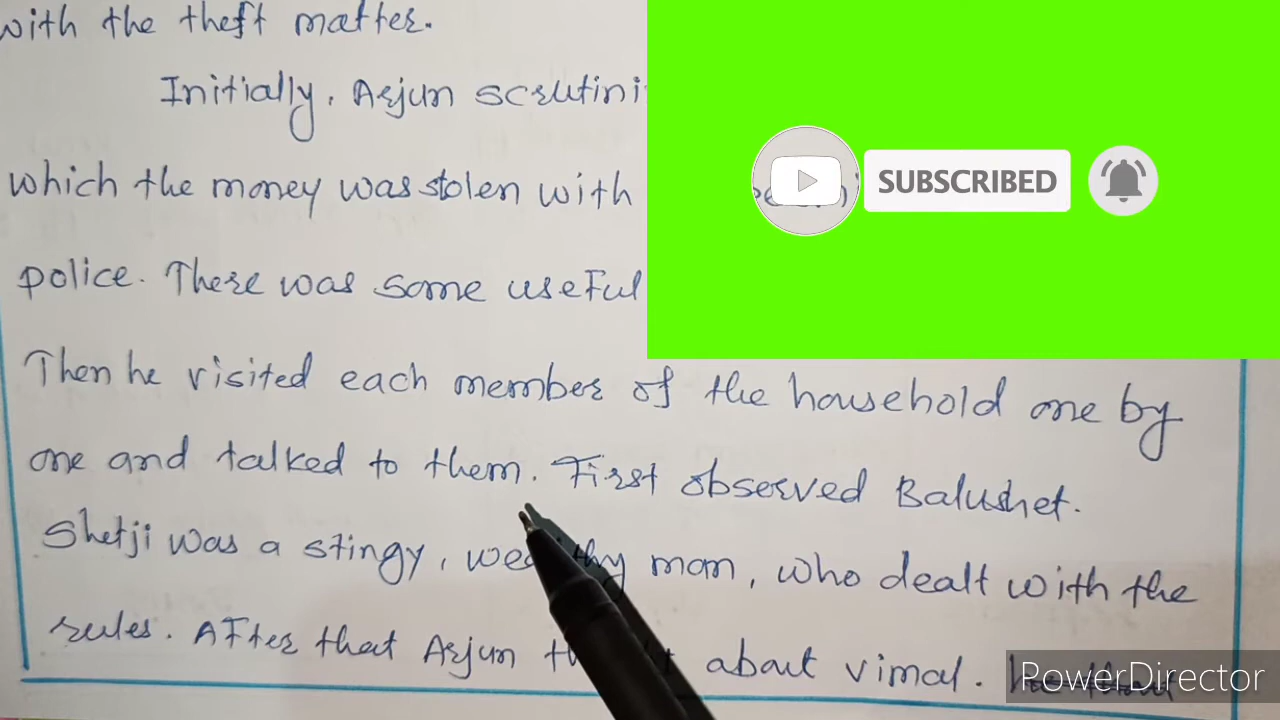 with the theft matter.
Initially, Arjun scrutini
which the money was stolen with
SUBSCRIBED
police. There was some useful
Then he visited each member of the household one by
one and talked to them. First observed Balushet.
Shetji was a stingy, wealthy man, who dealt with the
rules. After that Arjun about vimal.
PowerDirector